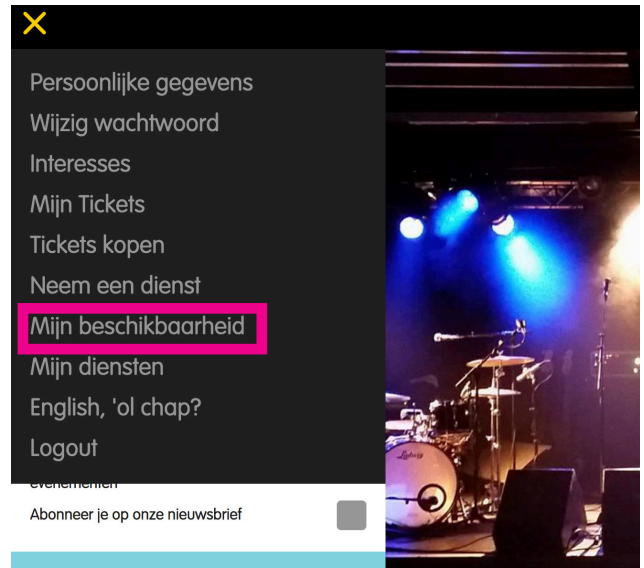 Persoonlijke gegevens
Wijzig wachtwoord
Interesses
Mijn Tickets
Tickets kopen
Neem een dienst
Mijn beschikbaarheid
Mijn diensten
English, 'ol chap?
Logout
evenementen
Abonneer je op onze nieuwsbrief
Ludwig